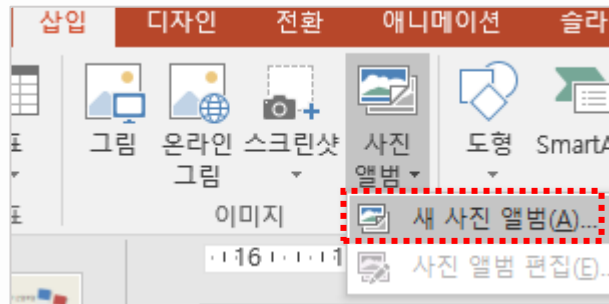 삽입 디자인 전환 애니메이션 슬라
그림 온라인 스크린샷 사진 도형 SmartA
그림 앨범
이미지
새 사진 앨범(A)...
16 1
사진 앨범 편집(E)...